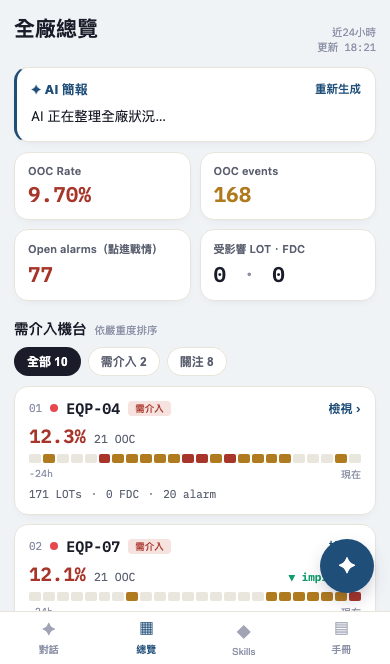 全廠總覽
近24小時
更新 18:21
✦ AI 簡報
重新生成
AI 正在整理全廠狀況...
OOC Rate
9.70%
OOC events
168
Open alarms（點進戰情）
77
受影響 LOT · FDC
0 · 0
需介入機台 依嚴重度排序
全部 10
需介入 2
關注 8
01 EQP-04 需介入 檢視 ›
12.3% 21 OOC
-24h 現在
171 LOTs · 0 FDC · 20 alarm
02 EQP-07 需介入
12.1% 21 OOC
▼
-24h 現在
對話
總覽
Skills
手冊